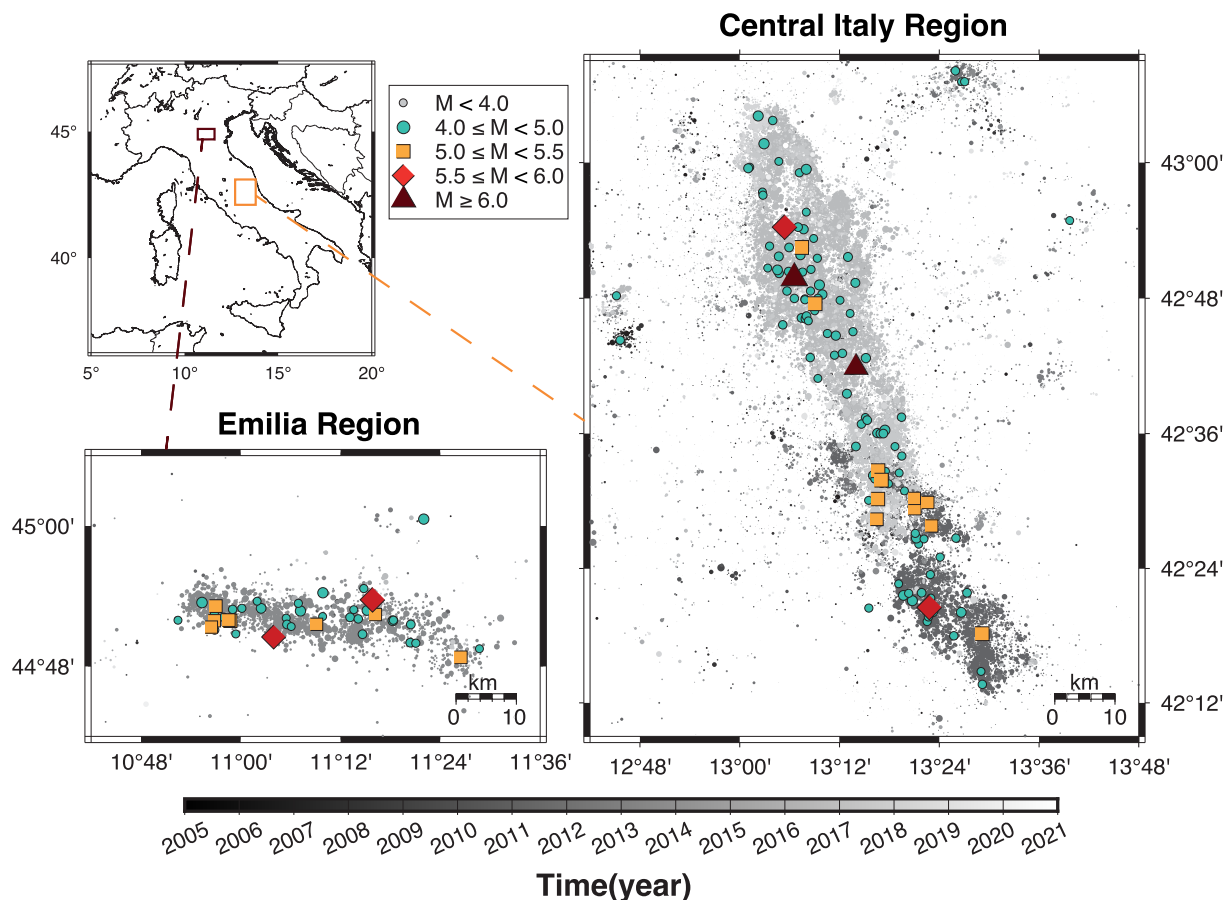 Central Italy Region
45°
40°
5° 10° 15° 20°
M < 4.0
4.0 ≤ M < 5.0
5.0 ≤ M < 5.5
5.5 ≤ M < 6.0
M ≥ 6.0
43°00'
42°48'
42°36'
42°24'
42°12'
km
0 10
12°48' 13°00' 13°12' 13°24' 13°36' 13°48'
Emilia Region
45°00'
44°48'
km
0 10
10°48' 11°00' 11°12' 11°24' 11°36'
2005 2006 2007 2008 2009 2010 2011 2012 2013 2014 2015 2016 2017 2018 2019 2020 2021
Time(year)